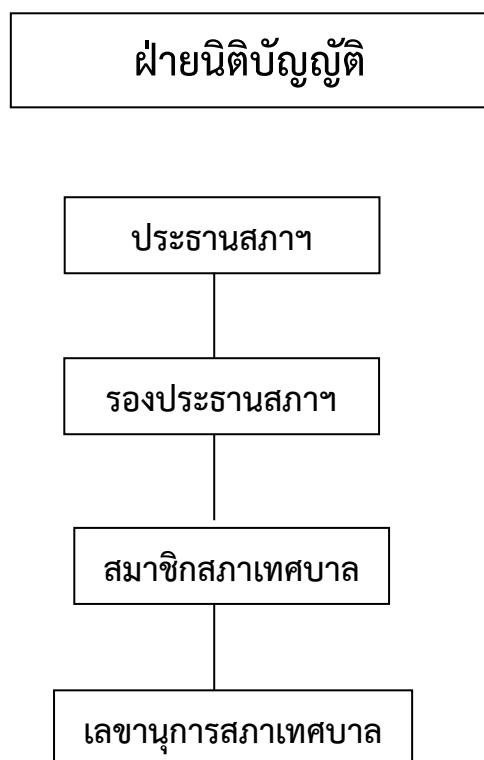 ฝ่ายนิติบัญญัติ
ประธานสภาฯ
รองประธานสภาฯ
สมาชิกสภาเทศบาล
เลขานุการสภาเทศบาล